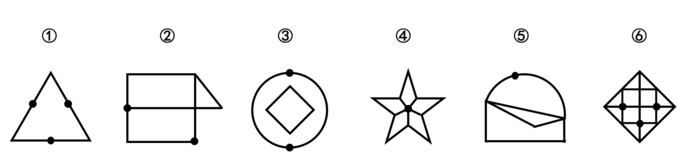 ① ② ③ ④ ⑤ ⑥